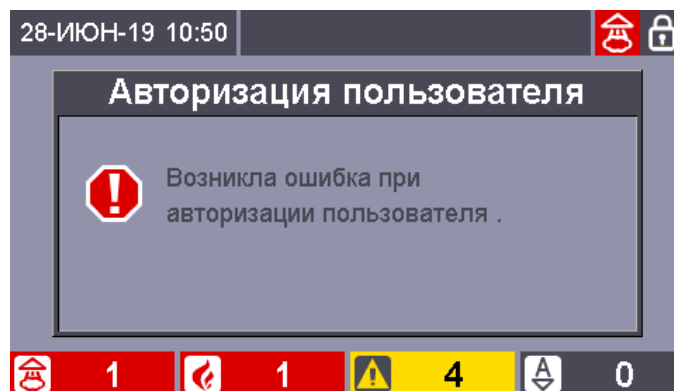 28-ИЮН-19 10:50
Авторизация пользователя
Возникла ошибка при
авторизации пользователя .
1 1 4 A 0